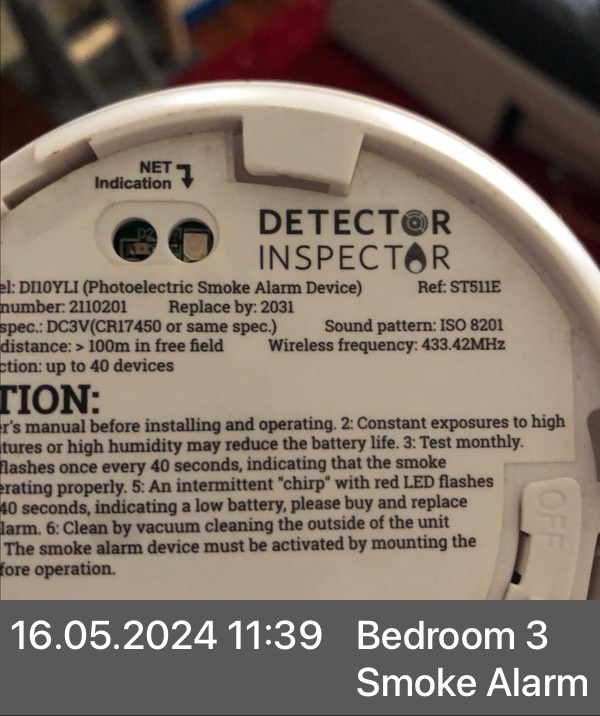 NET
Indication
D2
DETECTOR
INSPECTOR
el: DI10YLI (Photoelectric Smoke Alarm Device) Ref: ST511E
number: 2110201 Replace by: 2031
spec.: DC3V(CR17450 or same spec.) Sound pattern: ISO 8201
distance: > 100m in free field Wireless frequency: 433.42MHz
ction: up to 40 devices
TION:
r's manual before installing and operating. 2: Constant exposures to high
tures or high humidity may reduce the battery life. 3: Test monthly.
flashes once every 40 seconds, indicating that the smoke
erating properly. 5: An intermittent "chirp" with red LED flashes
40 seconds, indicating a low battery, please buy and replace
larm. 6: Clean by vacuum cleaning the outside of the unit
The smoke alarm device must be activated by mounting the
fore operation.
OFF
16.05.2024 11:39 Bedroom 3
Smoke Alarm